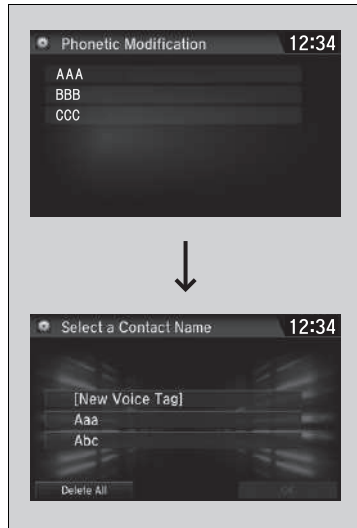 Phonetic Modification 12:34
AAA
BBB
CCC
Select a Contact Name 12:34
[New Voice Tag]
Aaa
Abc
Delete All
OK